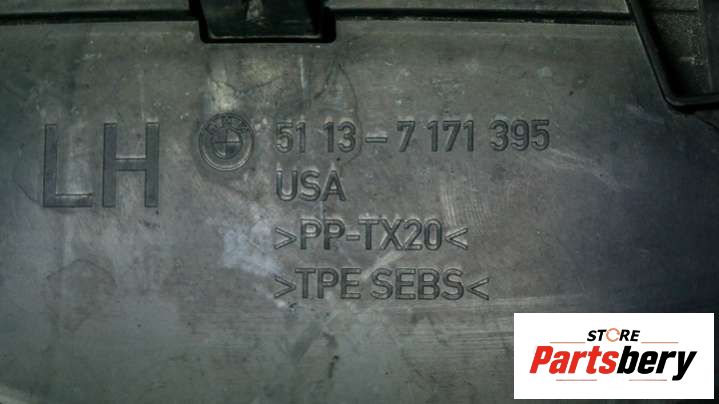 LH
51 13-7 171 395
USA
>PP-TX20<
>TPE SEBS<
STORE
Partsbery